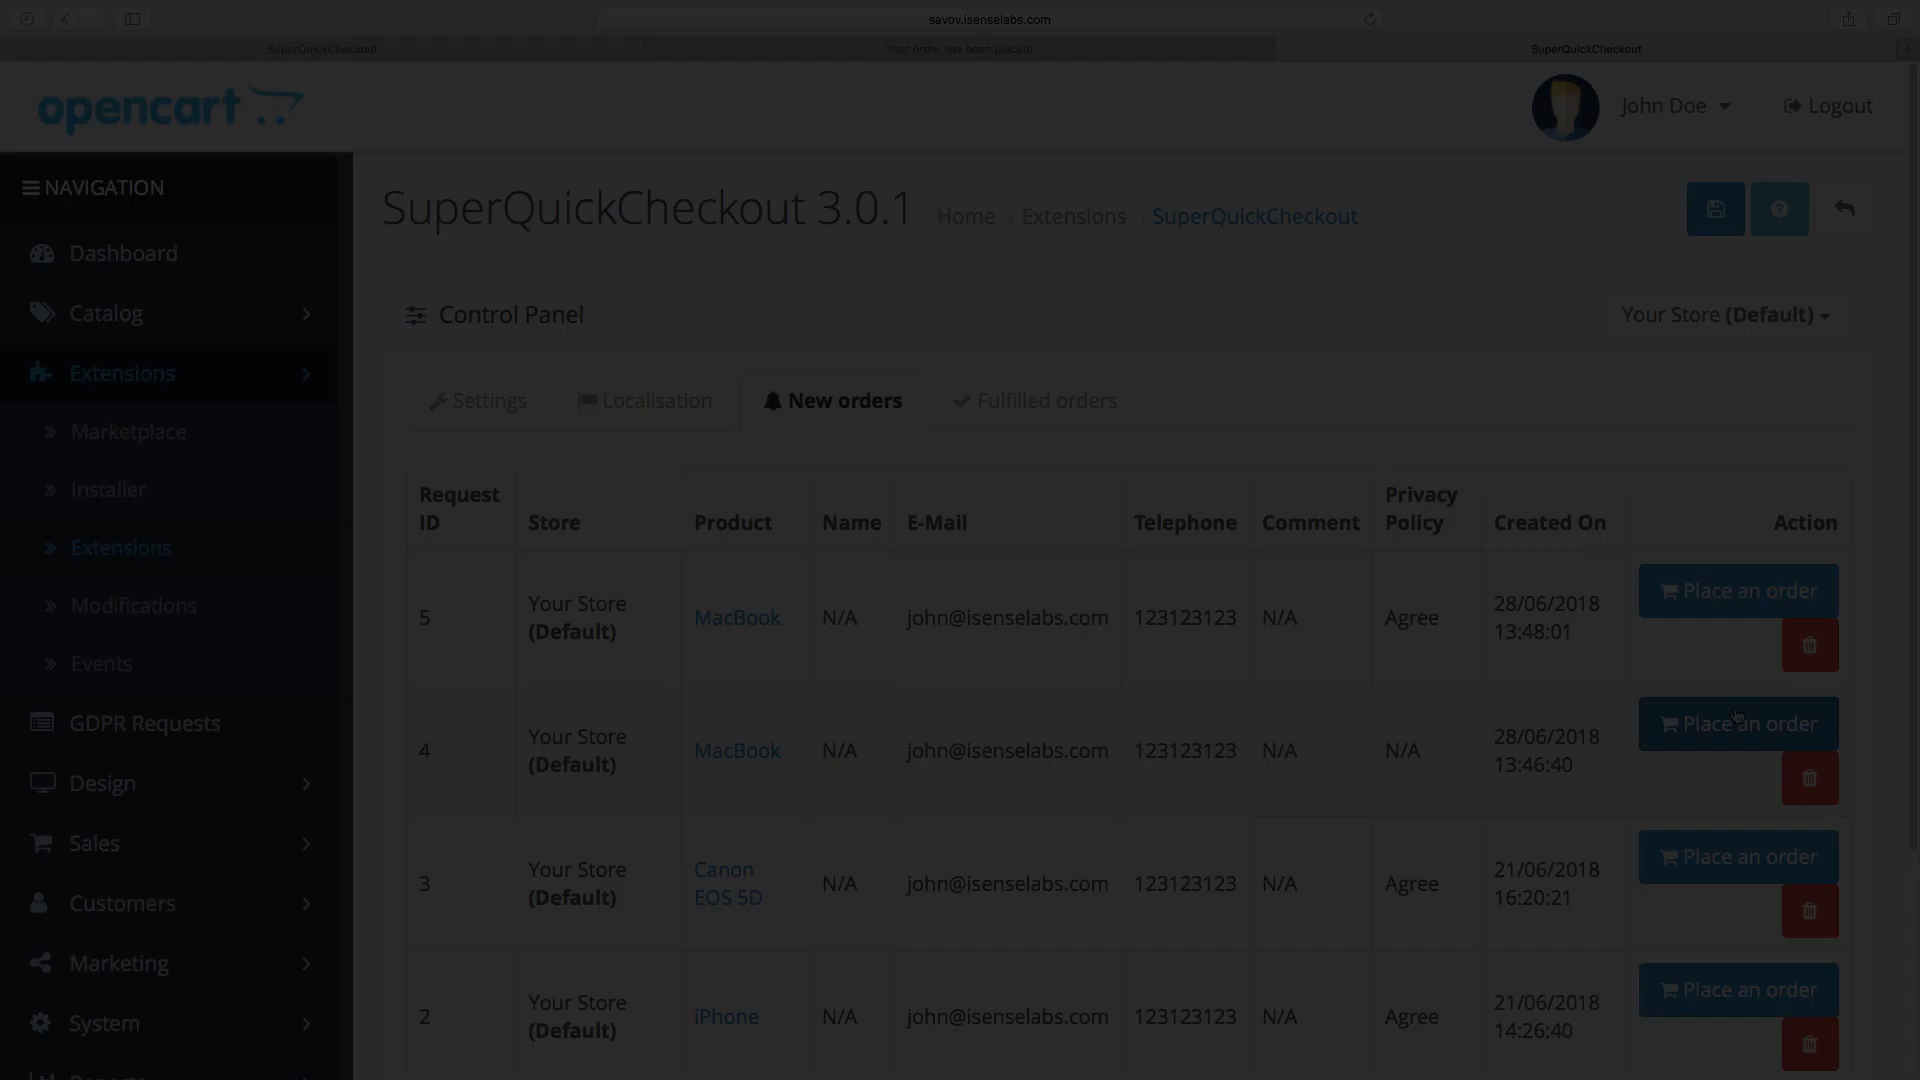 savov.isenselabs.com
SuperQuickCheckout
Your order has been placed!
SuperQuickCheckout
opencart
John Doe
Logout
NAVIGATION
SuperQuickCheckout 3.0.1
Home
Extensions
SuperQuickCheckout
Dashboard
Catalog
Extensions
Marketplace
Installer
Extensions
Modifications
Events
GDPR Requests
Design
Sales
Customers
Marketing
System
Control Panel
Your Store (Default)
Settings
Localisation
New orders
Fulfilled orders
Request
ID
Store
Product
Name
E-Mail
Telephone
Comment
Privacy
Policy
Created On
Action
5
Your Store
(Default)
MacBook
N/A
john@isenselabs.com
123123123
N/A
Agree
28/06/2018
13:48:01
Place an order
4
Your Store
(Default)
MacBook
N/A
john@isenselabs.com
123123123
N/A
N/A
28/06/2018
13:46:40
Place an order
3
Your Store
(Default)
Canon
EOS 5D
N/A
john@isenselabs.com
123123123
N/A
Agree
21/06/2018
16:20:21
Place an order
2
Your Store
(Default)
iPhone
N/A
john@isenselabs.com
123123123
N/A
Agree
21/06/2018
14:26:40
Place an order